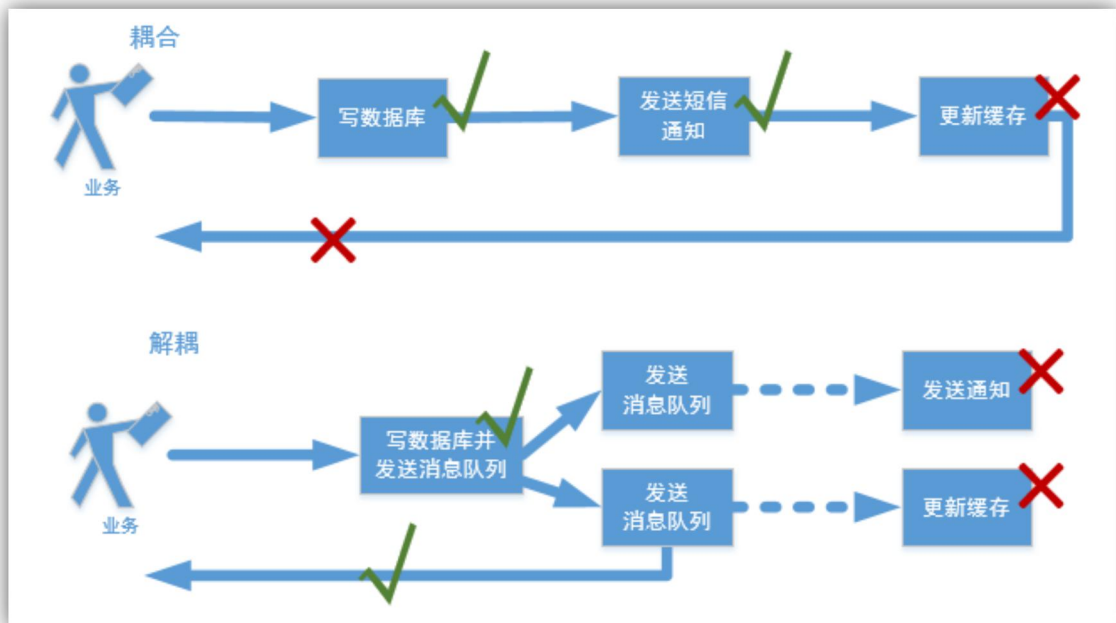 耦合
业务
写数据库
发送短信
通知
更新缓存
解耦
业务
写数据库并
发送消息队列
发送
消息队列
发送通知
发送
消息队列
更新缓存